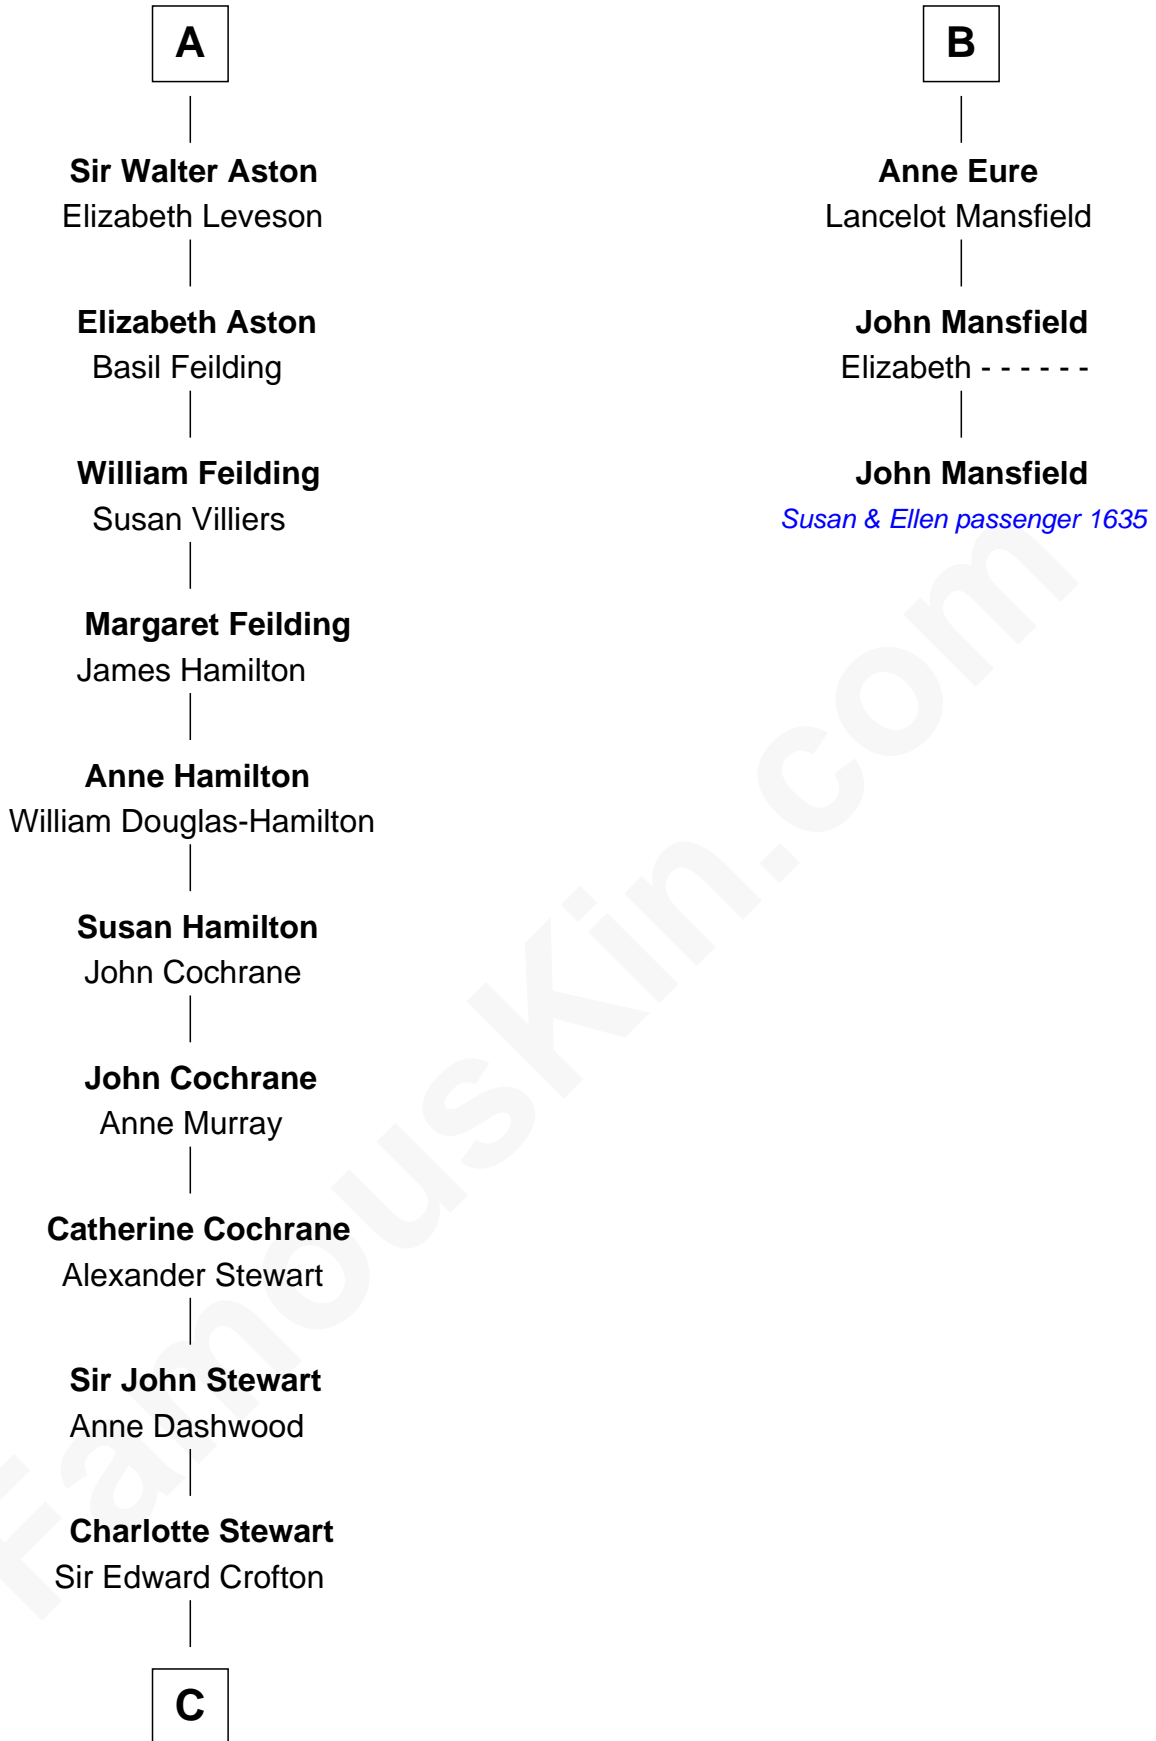 A
Sir Walter Aston
Elizabeth Leveson
Elizabeth Aston
Basil Feilding
William Feilding
Susan Villiers
Margaret Feilding
James Hamilton
Anne Hamilton
William Douglas-Hamilton
Susan Hamilton
John Cochrane
John Cochrane
Anne Murray
Catherine Cochrane
Alexander Stewart
Sir John Stewart
Anne Dashwood
Charlotte Stewart
Sir Edward Crofton
C
B
Anne Eure
Lancelot Mansfield
John Mansfield
Elizabeth - - - - - -
John Mansfield
Susan & Ellen passenger 1635
FamousKin.com